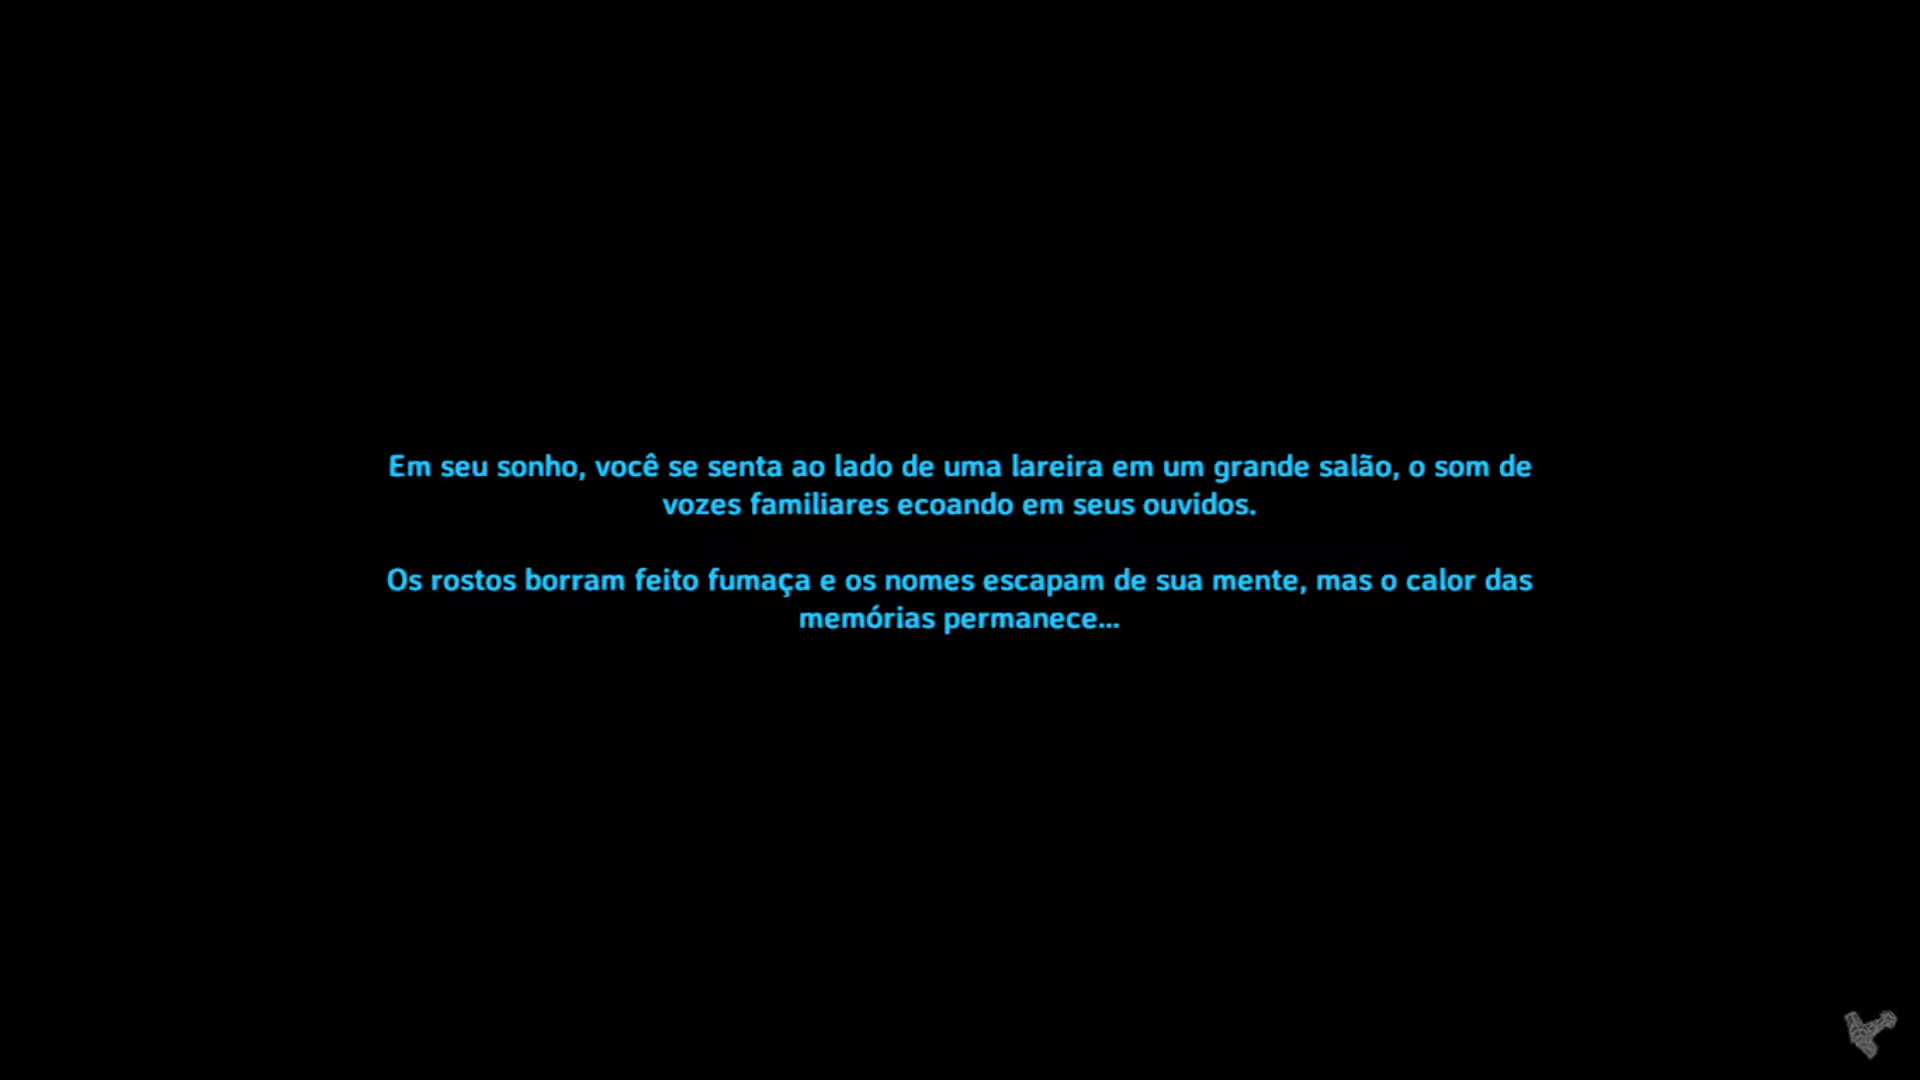 Em seu sonho, você se senta ao lado de uma lareira em um grande salão, o som de
vozes familiares ecoando em seus ouvidos.
Os rostos borram feito fumaça e os nomes escapam de sua mente, mas o calor das
memórias permanece...